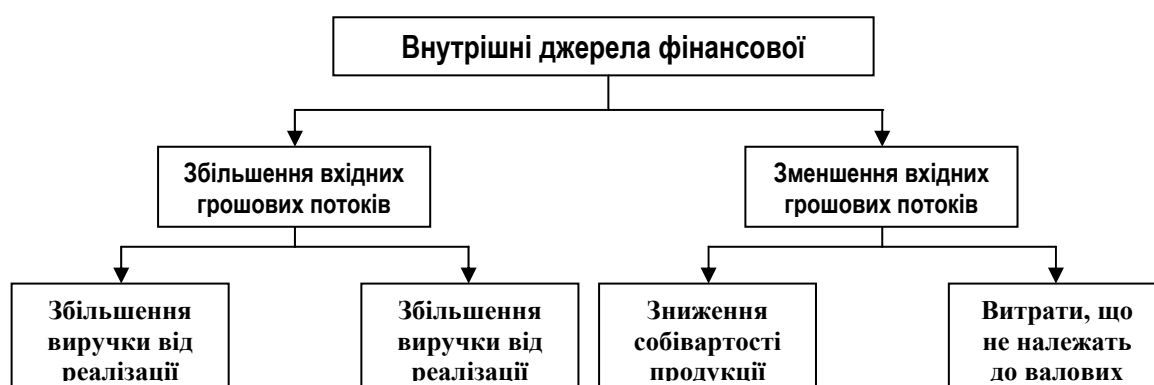 Внутрішні джерела фінансової
Збільшення вхідних
грошових потоків
Зменшення вхідних
грошових потоків
Збільшення
виручки від
реалізації
Збільшення
виручки від
реалізації
Зниження
собівартості
продукції
Витрати, що
не належать
до валових